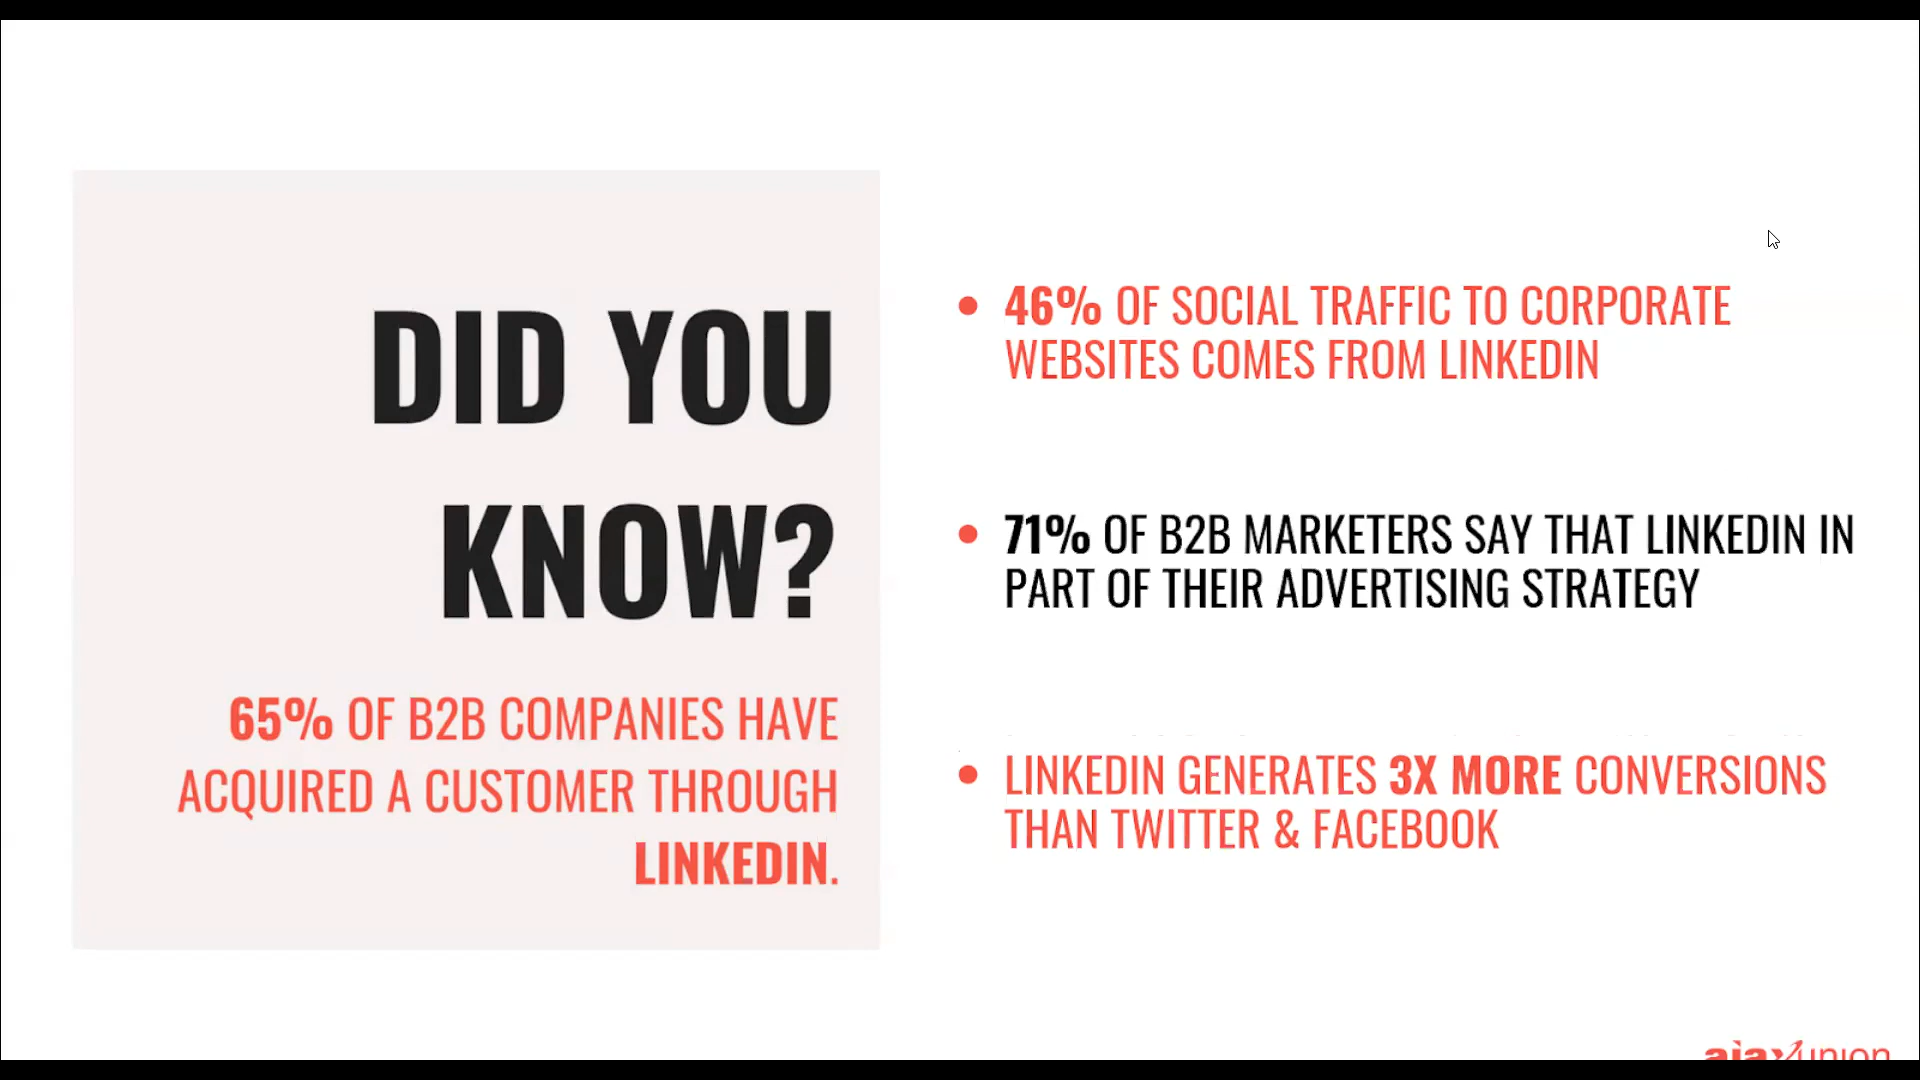 DID YOU
KNOW?
65% OF B2B COMPANIES HAVE
ACQUIRED A CUSTOMER THROUGH
LINKEDIN.
46% OF SOCIAL TRAFFIC TO CORPORATE
WEBSITES COMES FROM LINKEDIN
71% OF B2B MARKETERS SAY THAT LINKEDIN IN
PART OF THEIR ADVERTISING STRATEGY
LINKEDIN GENERATES 3X MORE CONVERSIONS
THAN TWITTER & FACEBOOK
ajax union